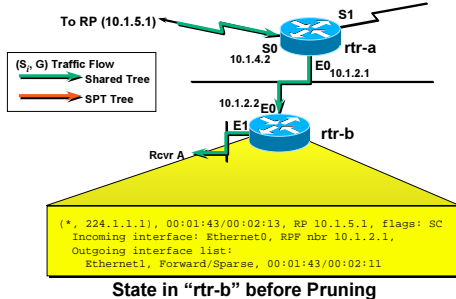 To RP (10.1.5.1)
S1
S0
rtr-a
10.1.4.2
E0
10.1.2.1
(Si, G) Traffic Flow
Shared Tree
SPT Tree
10.1.2.2
E0
E1
rtr-b
Rcvr A
(*, 224.1.1.1), 00:01:43/00:02:13, RP 10.1.5.1, flags: SC
Incoming interface: Ethernet0, RPF nbr 10.1.2.1,
Outgoing interface list:
Ethernet1, Forward/Sparse, 00:01:43/00:02:11
State in “rtr-b” before Pruning